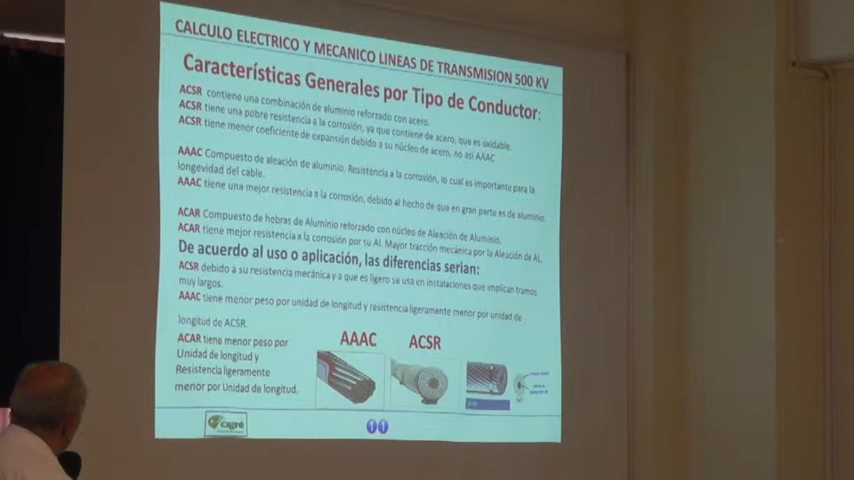 CALCULO ELECTRICO Y MECANICO LINEAS DE TRANSMISION 500 KV
Características Generales por Tipo de Conductor:
ACSR contiene una combinación de aluminio reforzado con acero.
ACSR tiene una pobre resistencia a la corrosión, ya que contiene de acero, que es oxidable.
ACSR tiene menor coeficiente de expansión debido a su núcleo de acero, no así AAAC
AAAC Compuesto de aleación de aluminio. Resistencia a la corrosión, lo cual es importante para la
longevidad del cable.
AAAC tiene una mejor resistencia a la corrosión, debido al hecho de que en gran parte es de aluminio.
ACAR Compuesto de hebras de Aluminio reforzado con núcleo de Aleación de Aluminio.
ACAR tiene mejor resistencia a la corrosión por su Al. Mayor tracción mecánica por la Aleación de AL.
De acuerdo al uso o aplicación, las diferencias serian:
ACSR debido a su resistencia mecánica y a que es ligero se usa en instalaciones que implican tramos
muy largos.
AAAC tiene menor peso por unidad de longitud y resistencia ligeramente menor por unidad de
longitud de ACSR.
ACAR tiene menor peso por
Unidad de longitud y
Resistencia ligeramente
menor por Unidad de longitud.
AAAC ACSR
cigré
11